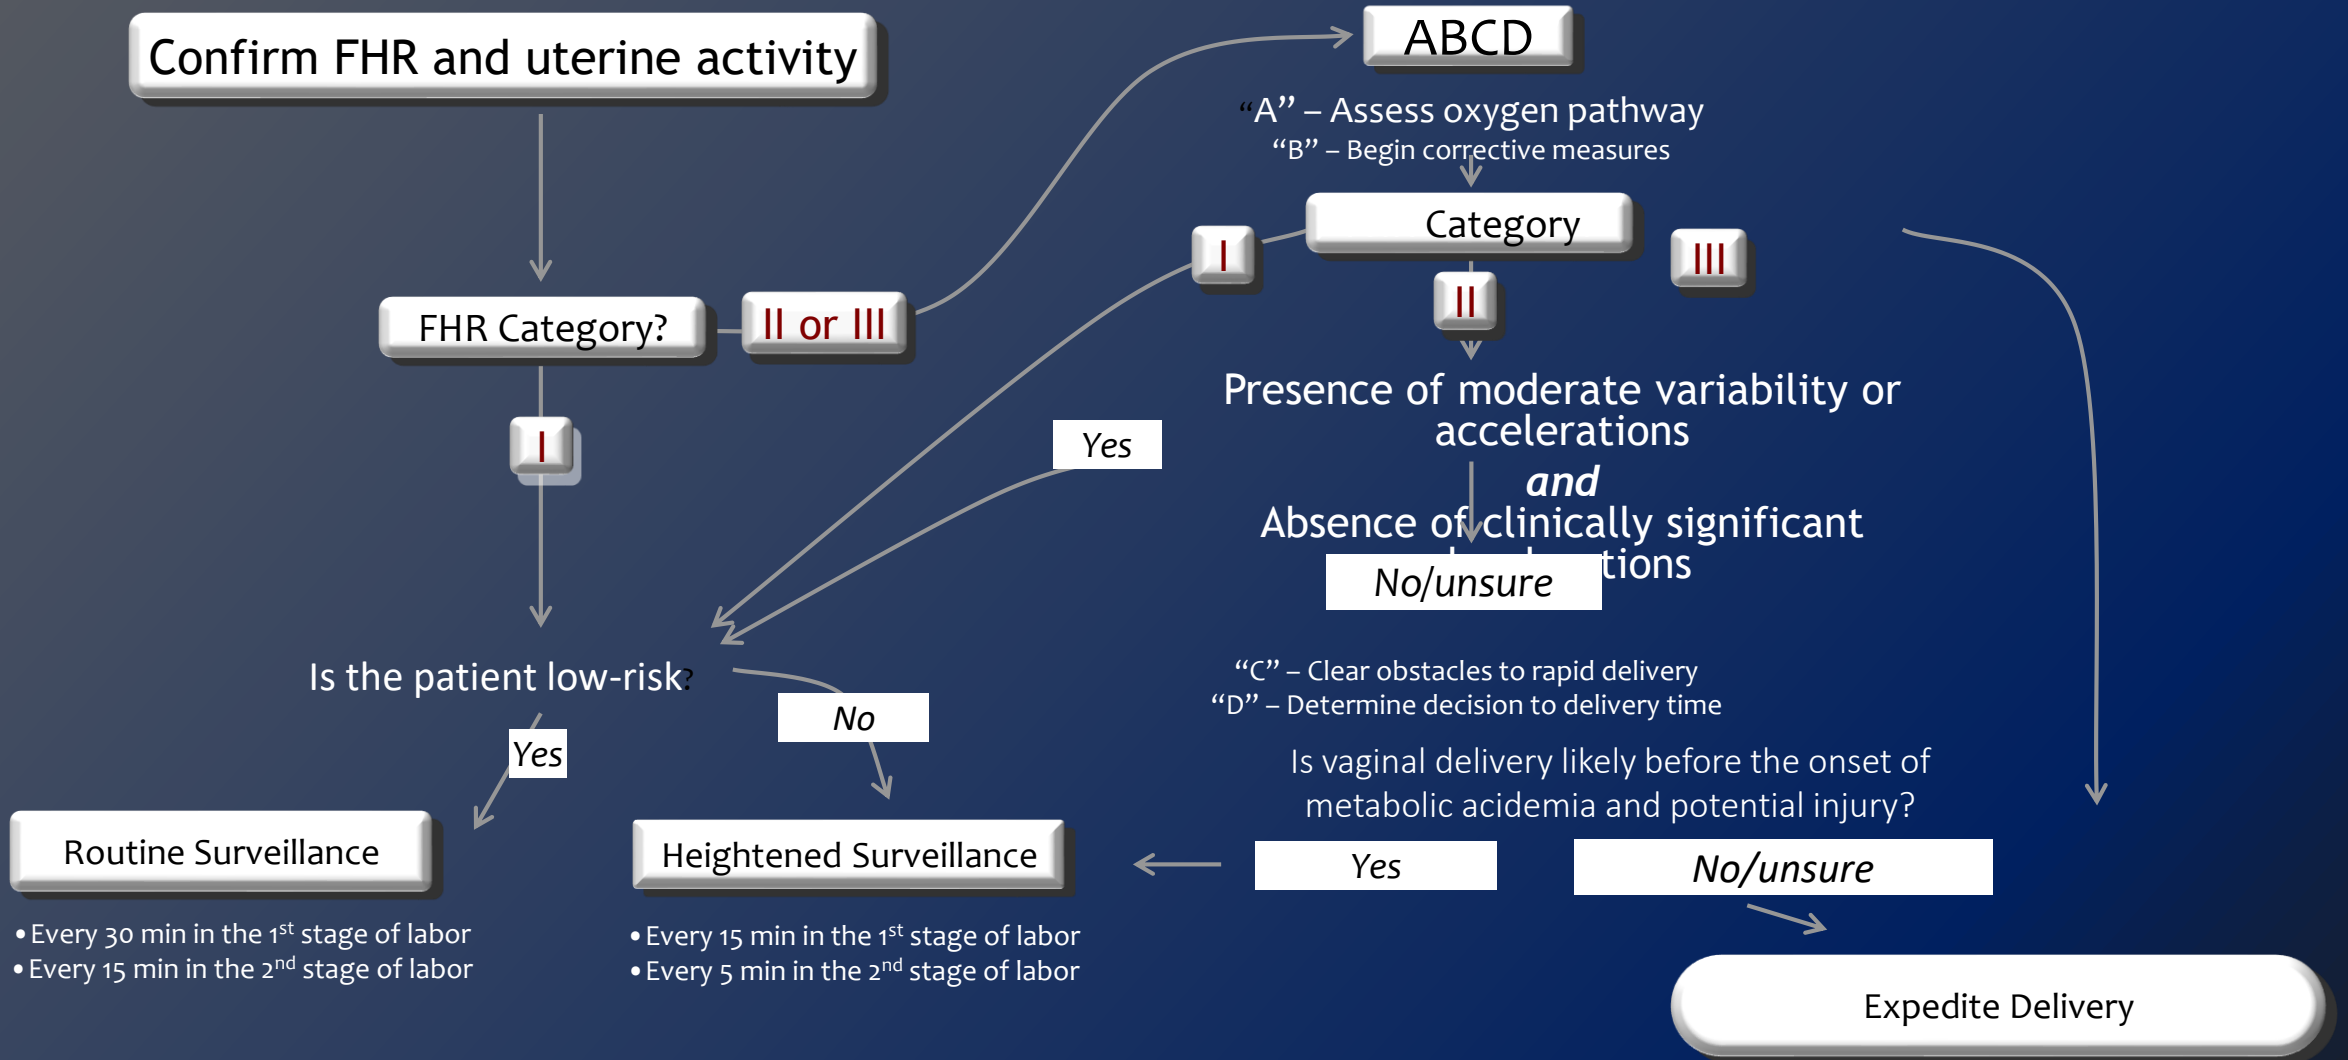 Confirm FHR and uterine activity
FHR Category?
II or III
I
Is the patient low-risk?
Yes
No
Routine Surveillance
• Every 30 min in the 1st stage of labor
• Every 15 min in the 2nd stage of labor
Heightened Surveillance
• Every 15 min in the 1st stage of labor
• Every 5 min in the 2nd stage of labor
ABCD
“A” – Assess oxygen pathway
“B” – Begin corrective measures
Category
I
II
III
Yes
Presence of moderate variability or
accelerations
and
Absence of clinically significant
No/unsure
“C” – Clear obstacles to rapid delivery
“D” – Determine decision to delivery time
Is vaginal delivery likely before the onset of
metabolic acidemia and potential injury?
Yes
No/unsure
Expedite Delivery